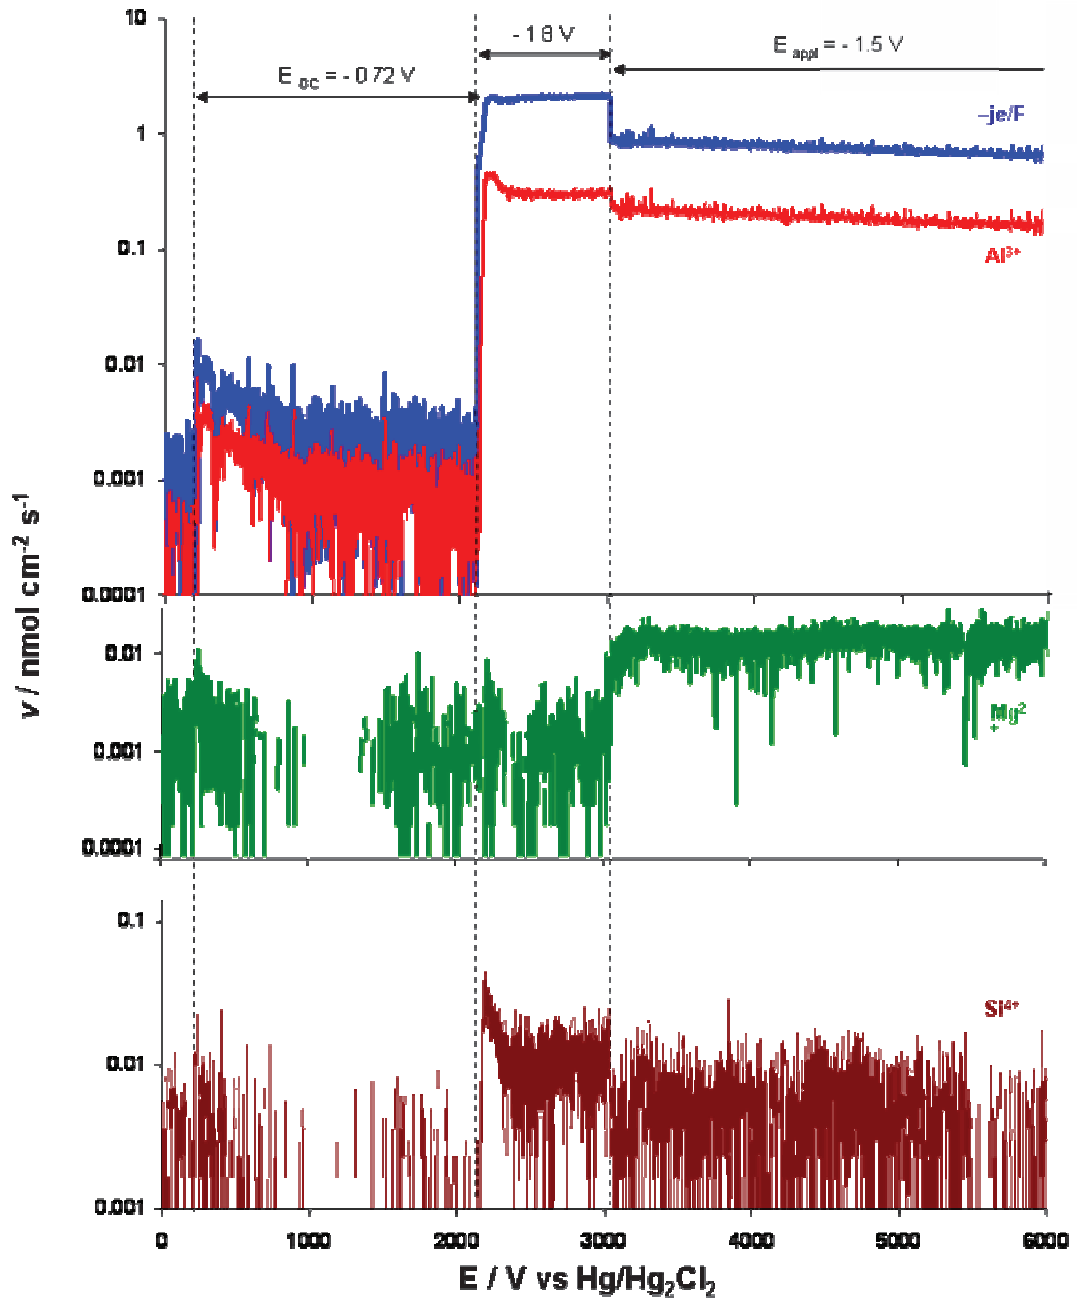 10
- 1 8 V
E appl = - 1.5 V
E OC = - 0 72 V
–je/F
1
0.1
Al³⁺
0.01
0.001
0.0001
v / nmol cm⁻² s⁻¹
0.01
Mg²
+
0.001
0.0001
0.1
Si⁴⁺
0.01
0.001
0 1000 2000 3000 4000 5000 6000
E / V vs Hg/Hg₂Cl₂